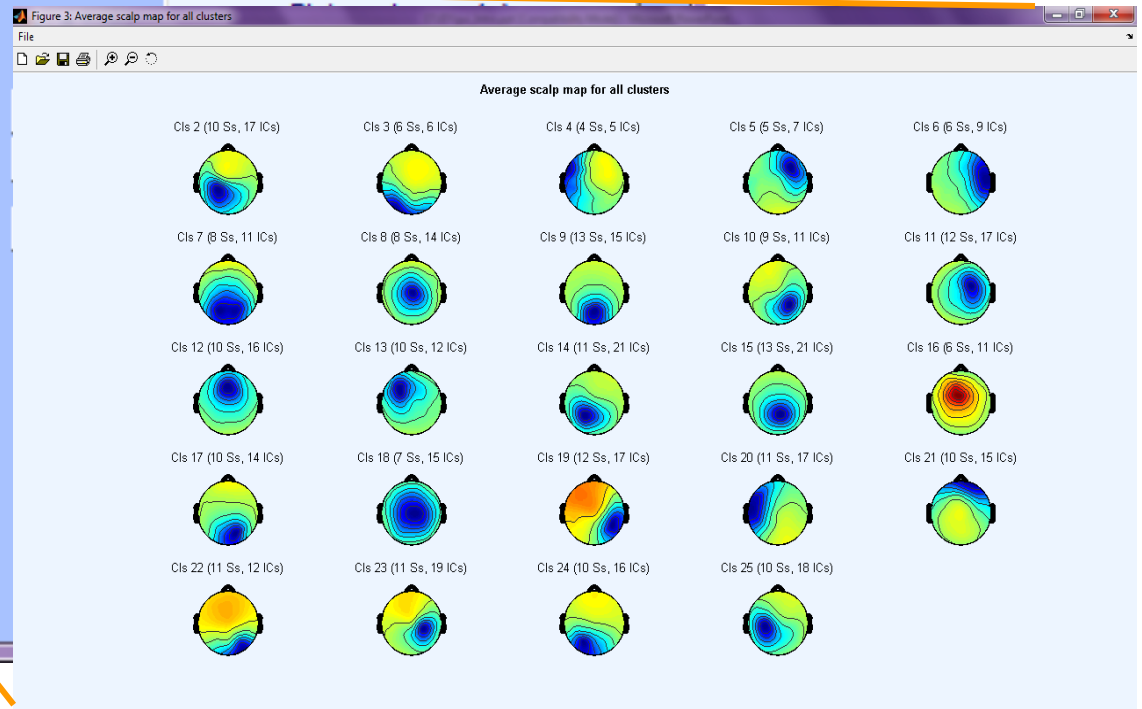 Figure 3: Average scalp map for all clusters
File
Average scalp map for all clusters
Cls 2 (10 Ss, 17 ICs) Cls 3 (6 Ss, 6 ICs) Cls 4 (4 Ss, 5 ICs) Cls 5 (5 Ss, 7 ICs) Cls 6 (6 Ss, 9 ICs)
Cls 7 (8 Ss, 11 ICs) Cls 8 (8 Ss, 14 ICs) Cls 9 (13 Ss, 15 ICs) Cls 10 (9 Ss, 11 ICs) Cls 11 (12 Ss, 17 ICs)
Cls 12 (10 Ss, 16 ICs) Cls 13 (10 Ss, 12 ICs) Cls 14 (11 Ss, 21 ICs) Cls 15 (13 Ss, 21 ICs) Cls 16 (6 Ss, 11 ICs)
Cls 17 (10 Ss, 14 ICs) Cls 18 (7 Ss, 15 ICs) Cls 19 (12 Ss, 17 ICs) Cls 20 (11 Ss, 17 ICs) Cls 21 (10 Ss, 15 ICs)
Cls 22 (11 Ss, 12 ICs) Cls 23 (11 Ss, 19 ICs) Cls 24 (10 Ss, 16 ICs) Cls 25 (10 Ss, 18 ICs)